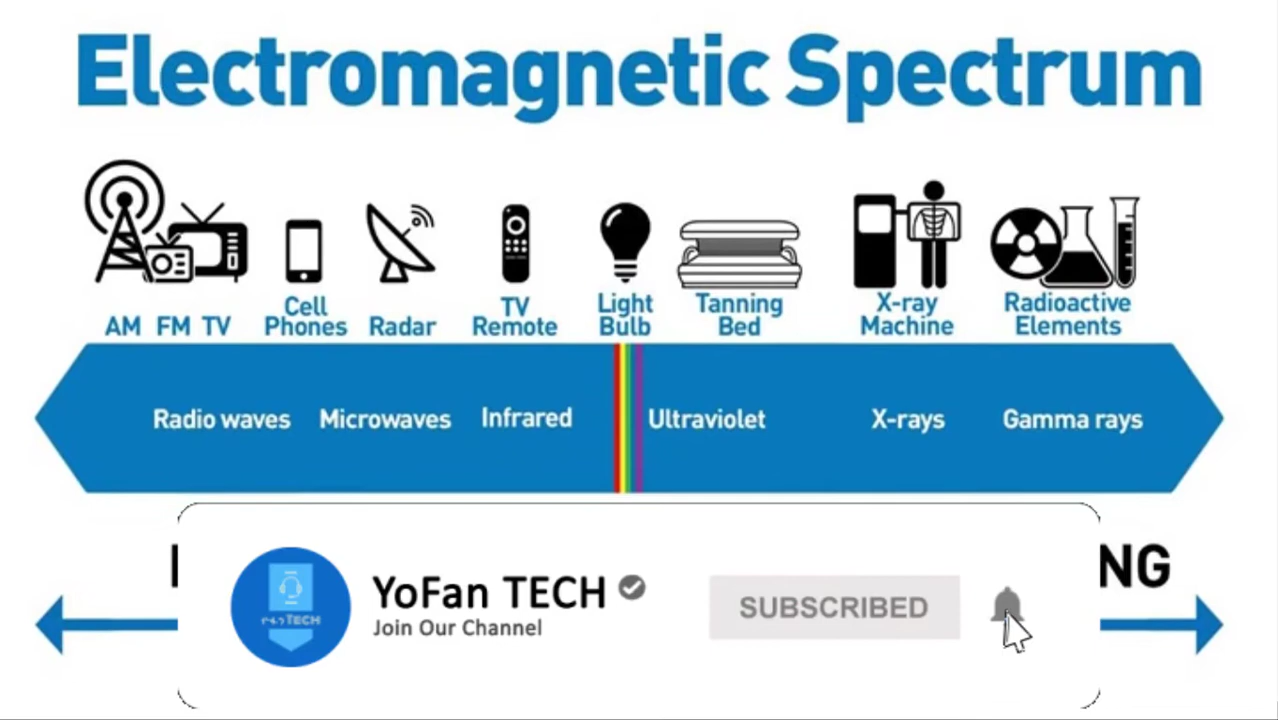 Electromagnetic Spectrum
AM FM TV
Cell Phones
Radar
TV Remote
Light Bulb
Tanning Bed
X-ray Machine
Radioactive Elements
Radio waves Microwaves Infrared Ultraviolet X-rays Gamma rays
NG
YoFan TECH
Join Our Channel
SUBSCRIBED